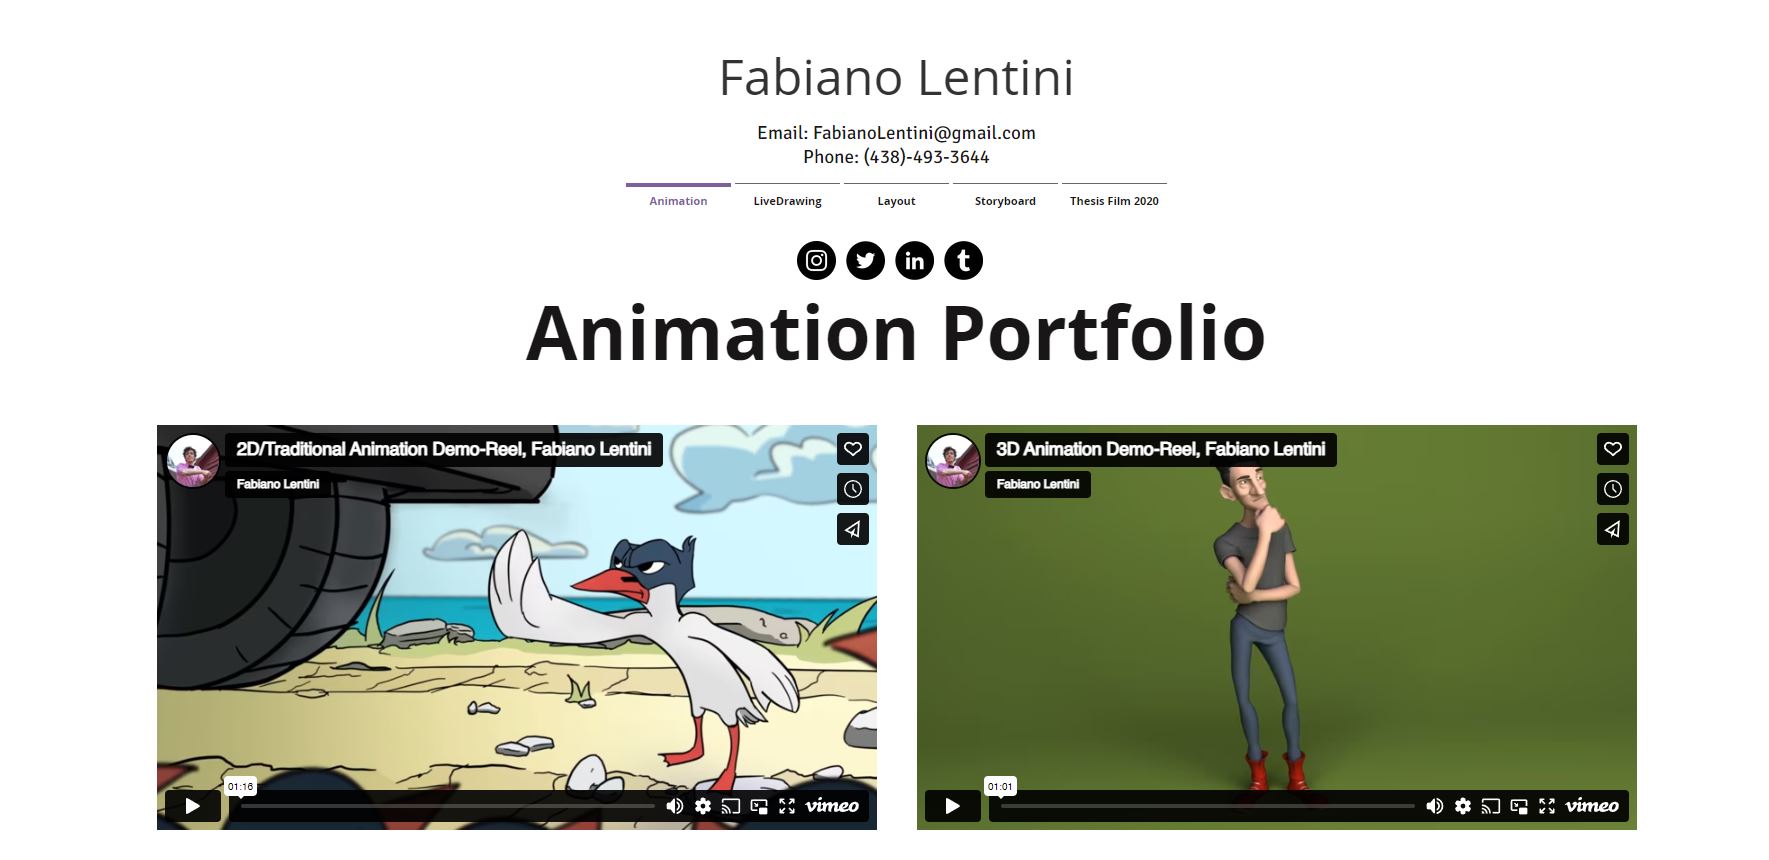 Fabiano Lentini
Email: FabianoLentini@gmail.com
Phone: (438)-493-3644
Animation LiveDrawing Layout Storyboard Thesis Film 2020
Animation Portfolio
2D/Traditional Animation Demo-Reel, Fabiano Lentini
Fabiano Lentini
01:16
vimeo
3D Animation Demo-Reel, Fabiano Lentini
Fabiano Lentini
01:01
vimeo